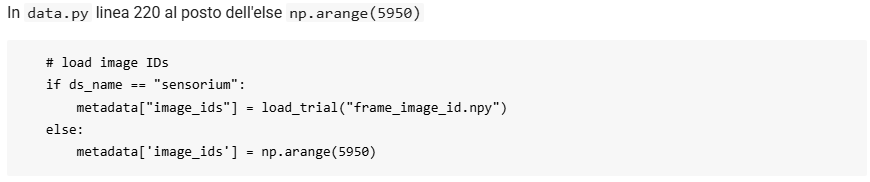 In data.py linea 220 al posto dell'else np.arange(5950)
# load image IDs
if ds_name == "sensorium":
    metadata["image_ids"] = load_trial("frame_image_id.npy")
else:
    metadata['image_ids'] = np.arange(5950)